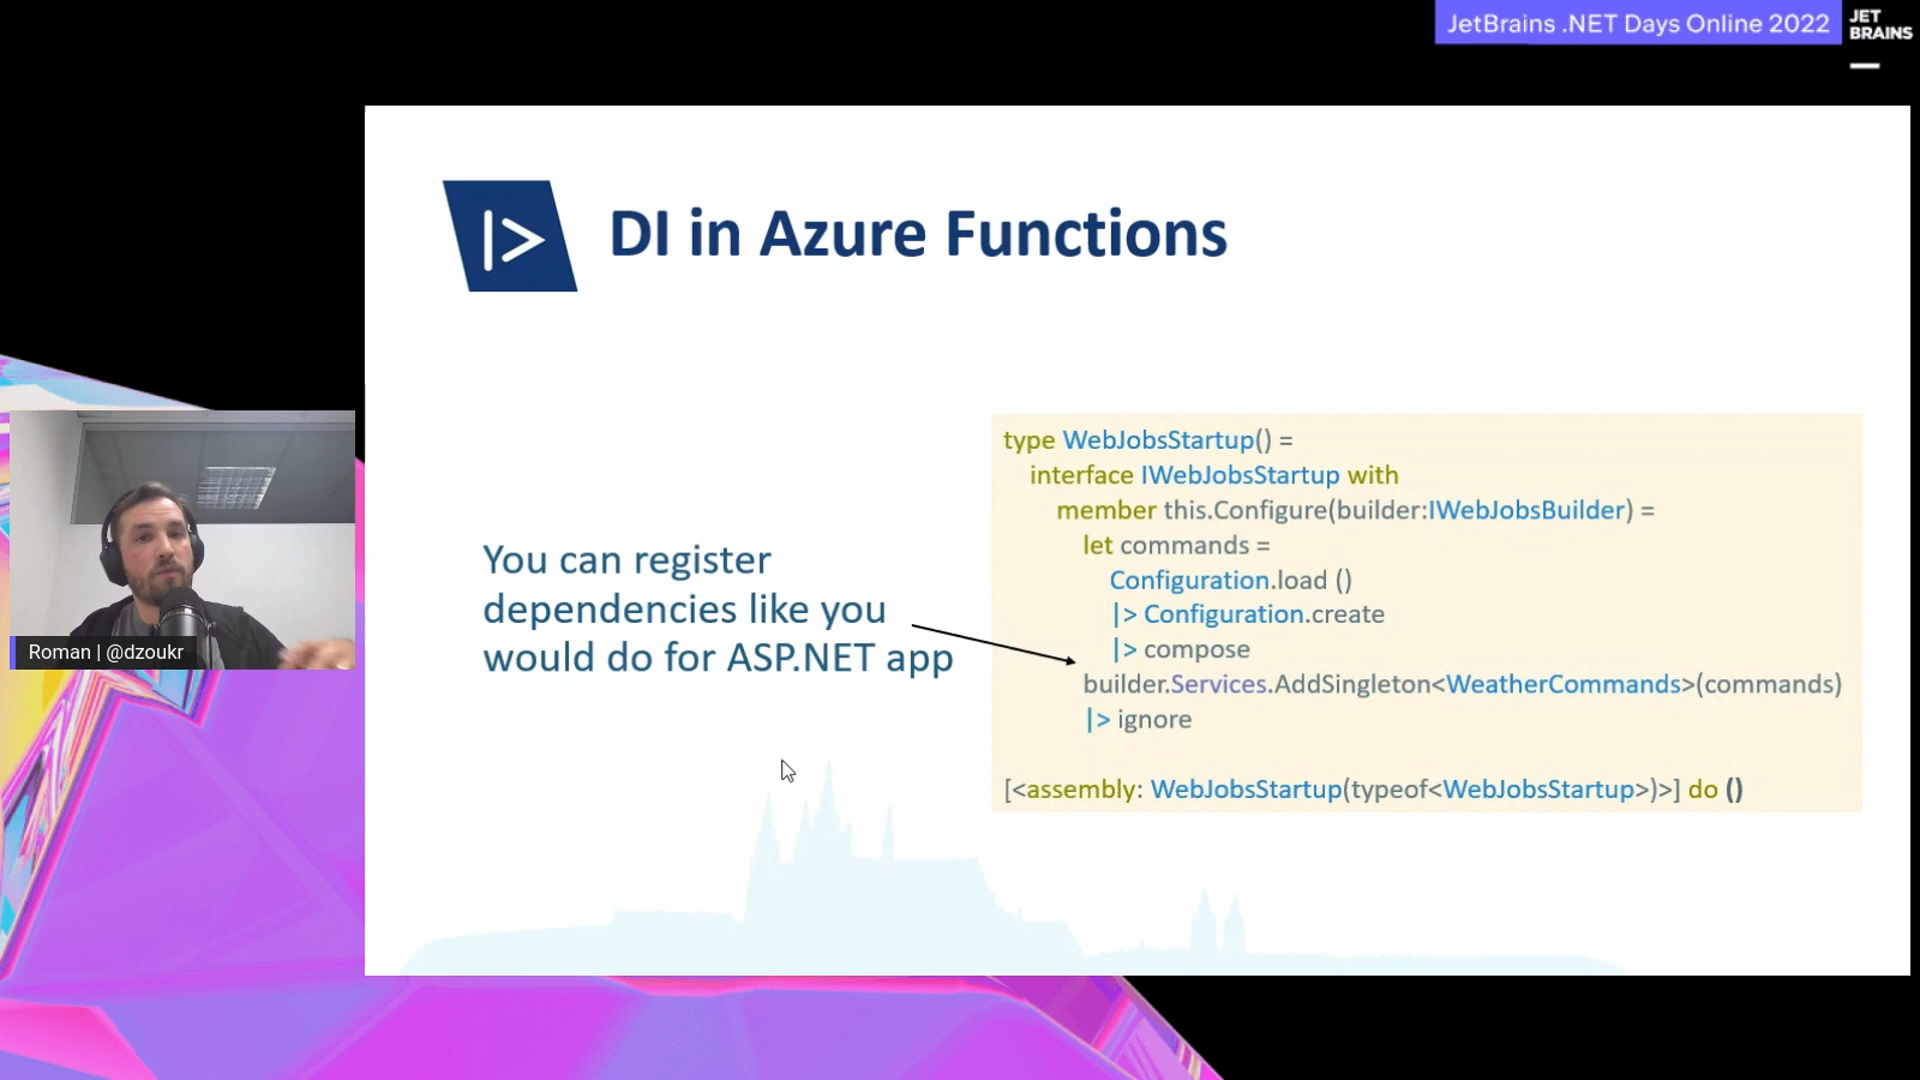 JetBrains .NET Days Online 2022
JET
BRAINS
|> DI in Azure Functions
You can register
dependencies like you
would do for ASP.NET app
type WebJobsStartup() =
interface IWebJobsStartup with
member this.Configure(builder:IWebJobsBuilder) =
let commands =
Configuration.load ()
|> Configuration.create
|> compose
builder.Services.AddSingleton<WeatherCommands>(commands)
|> ignore
[<assembly: WebJobsStartup(typeof<WebJobsStartup>)>] do ()
Roman | @dzoukr